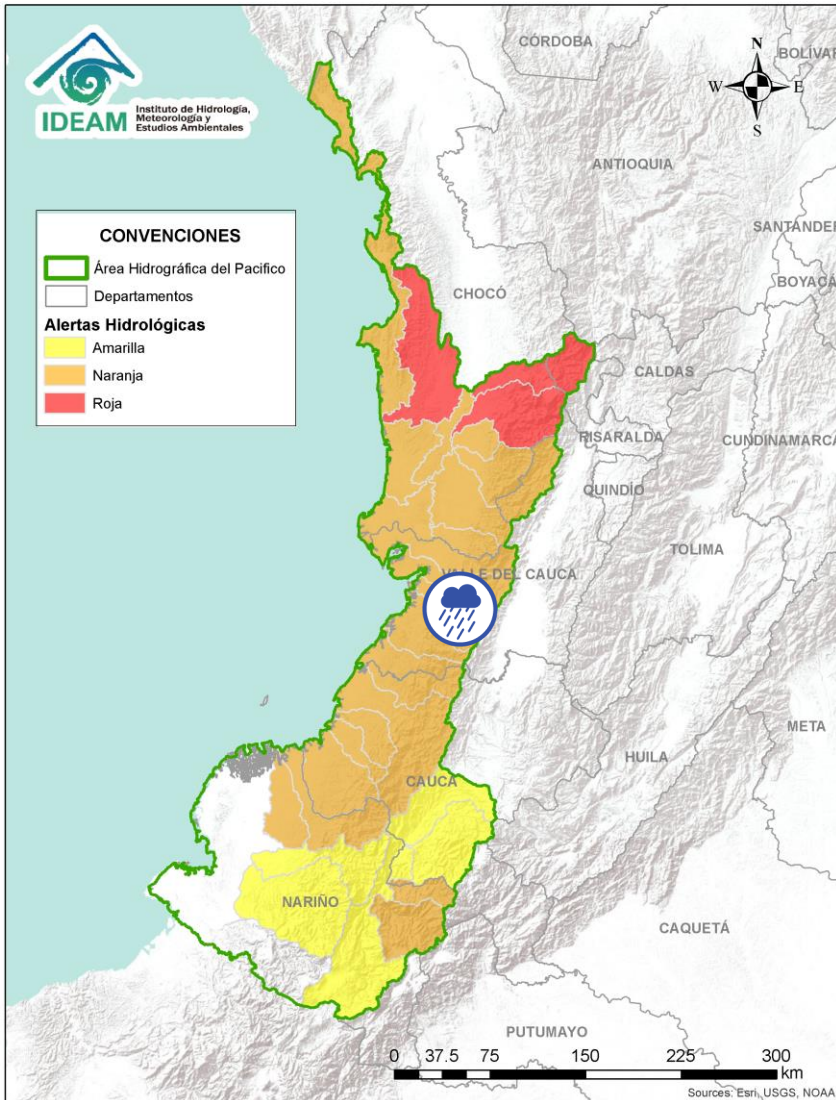 IDEAM
Instituto de Hidrología,
Meteorología y
Estudios Ambientales
CÓRDOBA
BOLÍVAR
N
W
E
S
ANTIOQUIA
SANTANDER
CONVENCIONES
Área Hidrográfica del Pacifico
Departamentos
Alertas Hidrológicas
Amarilla
Naranja
Roja
BOYACÁ
CHOCÓ
CALDAS
RISARALDA
CUNDINAMARCA
QUINDÍO
TOLIMA
VALLE DEL CAUCA
META
HUILA
CAUCA
NARIÑO
CAQUETÁ
PUTUMAYO
0 37.5 75 150 225 300
km
Sources: Esri, USGS, NOAA